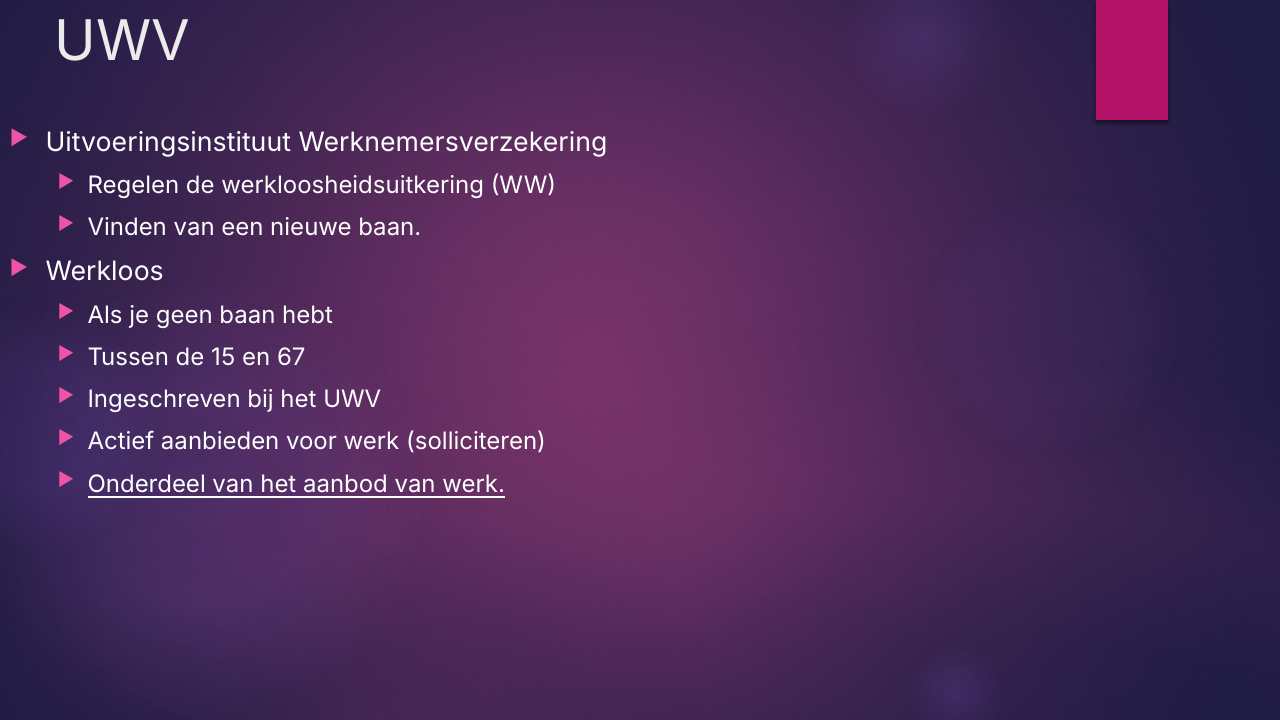 UWV
Uitvoeringsinstituut Werknemersverzekering
Regelen de werkloosheidsuitkering (WW)
Vinden van een nieuwe baan.
Werkloos
Als je geen baan hebt
Tussen de 15 en 67
Ingeschreven bij het UWV
Actief aanbieden voor werk (solliciteren)
Onderdeel van het aanbod van werk.